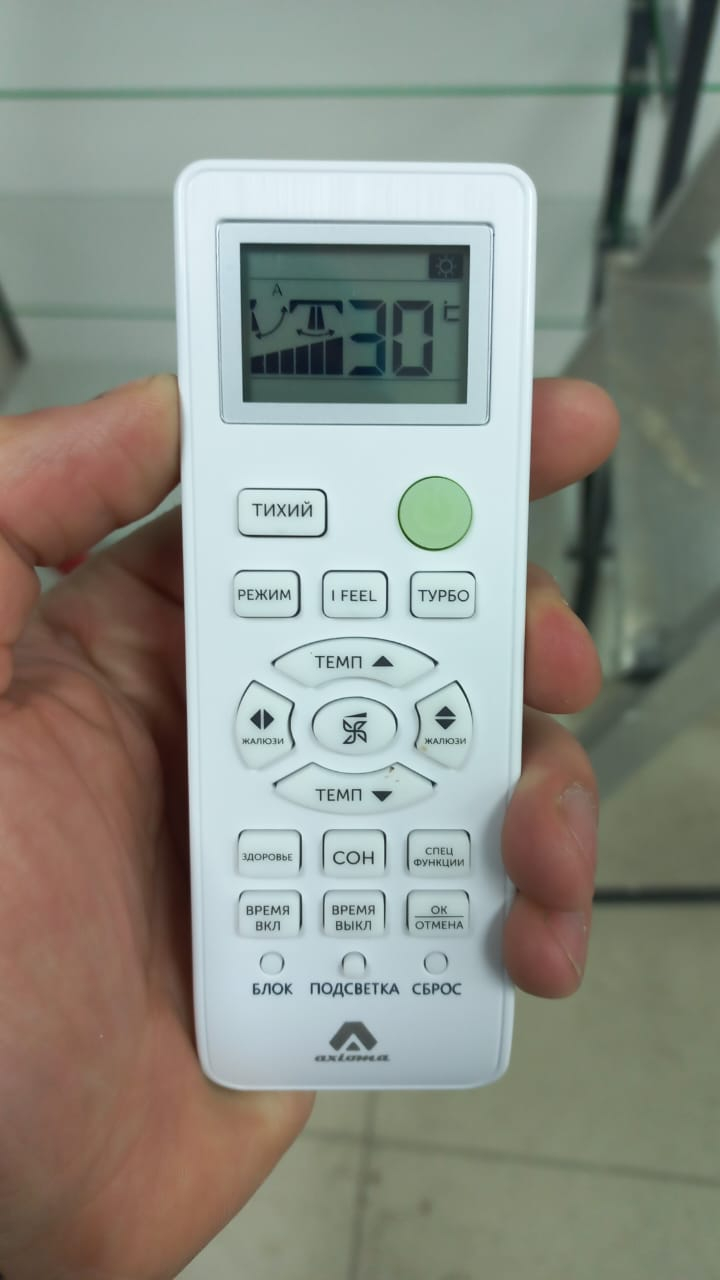 A
30 °C
ТИХИЙ
РЕЖИМ
I FEEL
ТУРБО
ТЕМП
ЖАЛЮЗИ
ЖАЛЮЗИ
ТЕМП
ЗДОРОВЬЕ
СОН
СПЕЦ
ФУНКЦИИ
ВРЕМЯ
ВКЛ
ВРЕМЯ
ВЫКЛ
ОК
ОТМЕНА
БЛОК
ПОДСВЕТКА
СБРОС
axioma